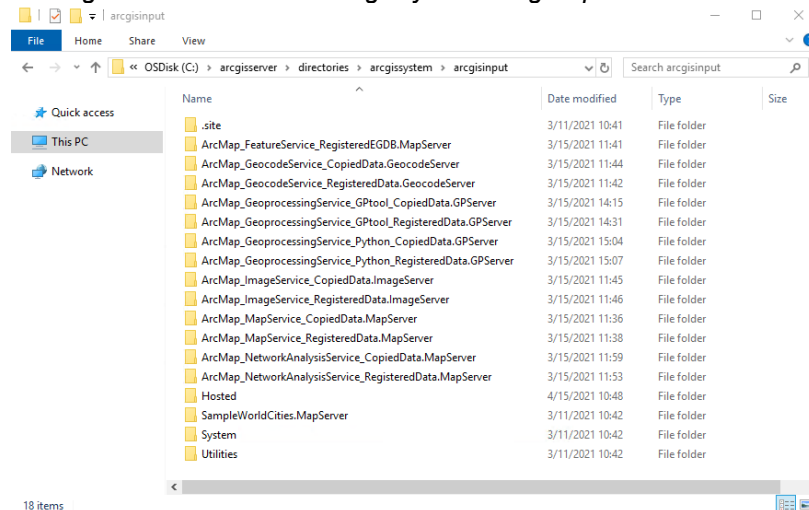 arcgisinput
File Home Share View
« OSDisk (C:) › arcgisserver › directories › arcgissystem › arcgisinput Search arcgisinput
Name Date modified Type Size
Quick access
This PC
Network
.site 3/11/2021 10:41 File folder
ArcMap_FeatureService_RegisteredEGDB.MapServer 3/15/2021 11:41 File folder
ArcMap_GeocodeService_CopiedData.GeocodeServer 3/15/2021 11:44 File folder
ArcMap_GeocodeService_RegisteredData.GeocodeServer 3/15/2021 11:42 File folder
ArcMap_GeoprocessingService_GPtool_CopiedData.GPServer 3/15/2021 14:15 File folder
ArcMap_GeoprocessingService_GPtool_RegisteredData.GPServer 3/15/2021 14:31 File folder
ArcMap_GeoprocessingService_Python_CopiedData.GPServer 3/15/2021 15:04 File folder
ArcMap_GeoprocessingService_Python_RegisteredData.GPServer 3/15/2021 15:07 File folder
ArcMap_ImageService_CopiedData.ImageServer 3/15/2021 11:45 File folder
ArcMap_ImageService_RegisteredData.ImageServer 3/15/2021 11:46 File folder
ArcMap_MapService_CopiedData.MapServer 3/15/2021 11:36 File folder
ArcMap_MapService_RegisteredData.MapServer 3/15/2021 11:38 File folder
ArcMap_NetworkAnalysisService_CopiedData.MapServer 3/15/2021 11:59 File folder
ArcMap_NetworkAnalysisService_RegisteredData.MapServer 3/15/2021 11:53 File folder
Hosted 4/15/2021 10:48 File folder
SampleWorldCities.MapServer 3/11/2021 10:42 File folder
System 3/11/2021 10:42 File folder
Utilities 3/11/2021 10:42 File folder
18 items